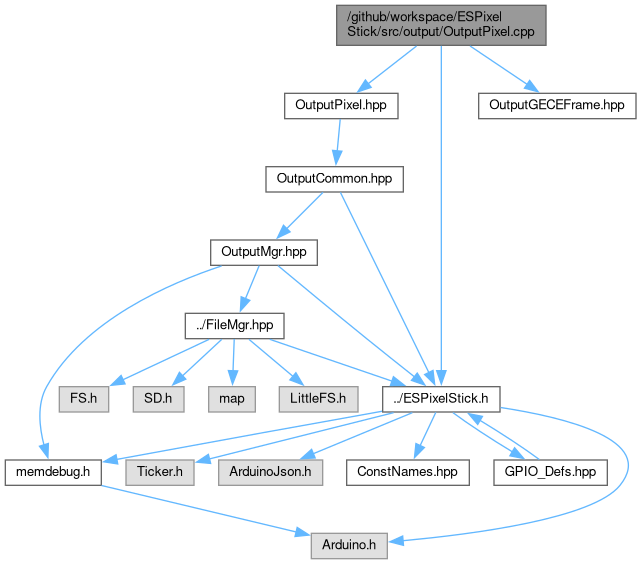 /github/workspace/ESPixel
Stick/src/output/OutputPixel.cpp
OutputPixel.hpp
OutputGECEFrame.hpp
OutputCommon.hpp
OutputMgr.hpp
../FileMgr.hpp
FS.h
SD.h
map
LittleFS.h
../ESPixelStick.h
memdebug.h
Ticker.h
ArduinoJson.h
ConstNames.hpp
GPIO_Defs.hpp
Arduino.h